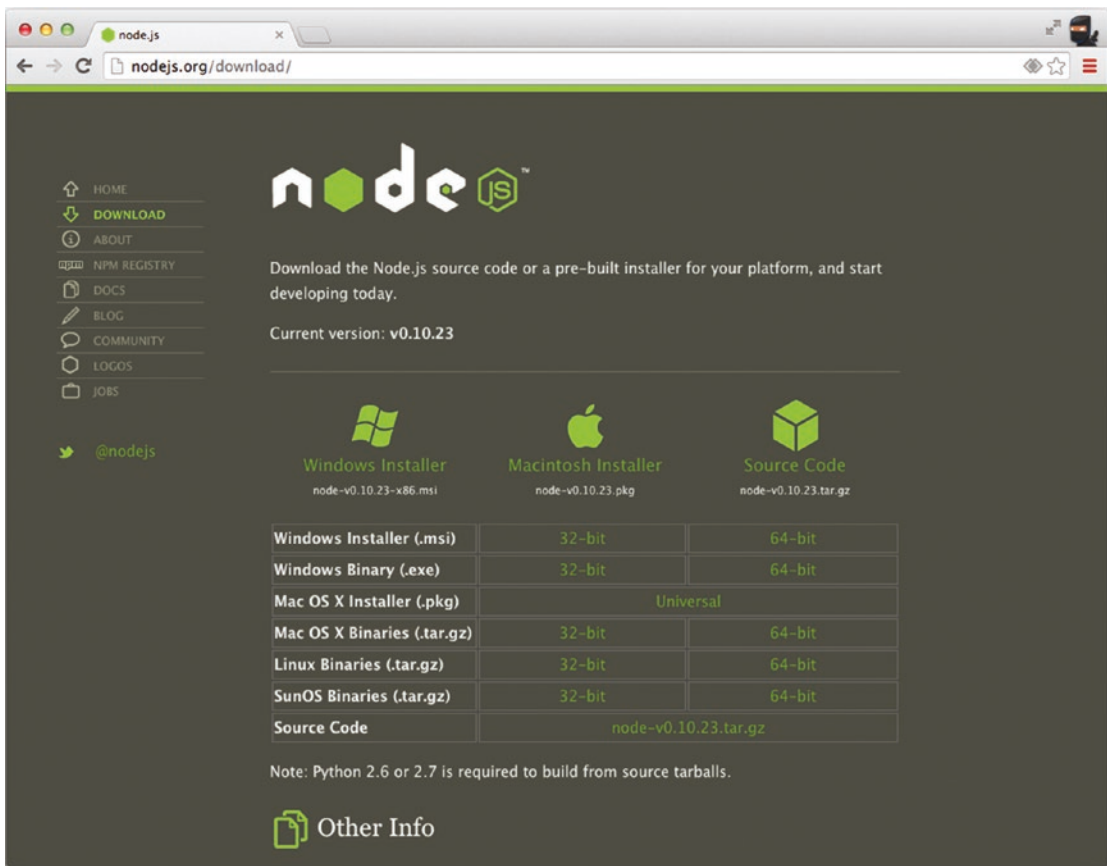 node.js
nodejs.org/download/
node JS ™
HOME
DOWNLOAD
ABOUT
npm NPM REGISTRY
DOCS
BLOG
COMMUNITY
LOGOS
JOBS
@nodejs
Download the Node.js source code or a pre-built installer for your platform, and start
developing today.
Current version: v0.10.23
Windows Installer
node-v0.10.23-x86.msi
Macintosh Installer
node-v0.10.23.pkg
Source Code
node-v0.10.23.tar.gz
Windows Installer (.msi) 32-bit 64-bit
Windows Binary (.exe) 32-bit 64-bit
Mac OS X Installer (.pkg) Universal
Mac OS X Binaries (.tar.gz) 32-bit 64-bit
Linux Binaries (.tar.gz) 32-bit 64-bit
SunOS Binaries (.tar.gz) 32-bit 64-bit
Source Code node-v0.10.23.tar.gz
Note: Python 2.6 or 2.7 is required to build from source tarballs.
Other Info